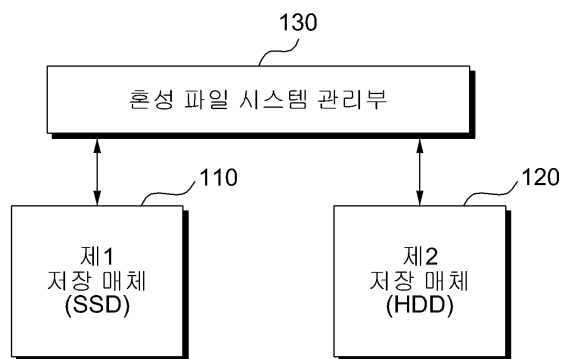 130
혼성 파일 시스템 관리부
110
120
제1
저장 매체
(SSD)
제2
저장 매체
(HDD)